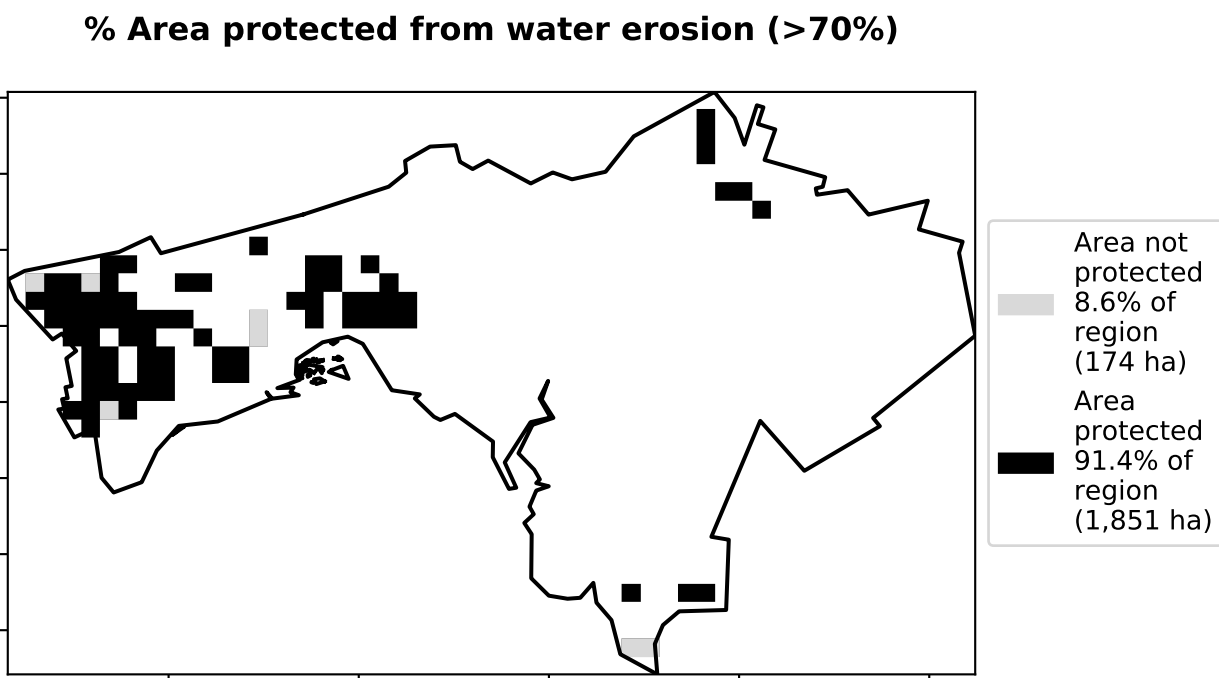 % Area protected from water erosion (>70%)
Area not
protected
8.6% of
region
(174 ha)
Area
protected
91.4% of
region
(1,851 ha)